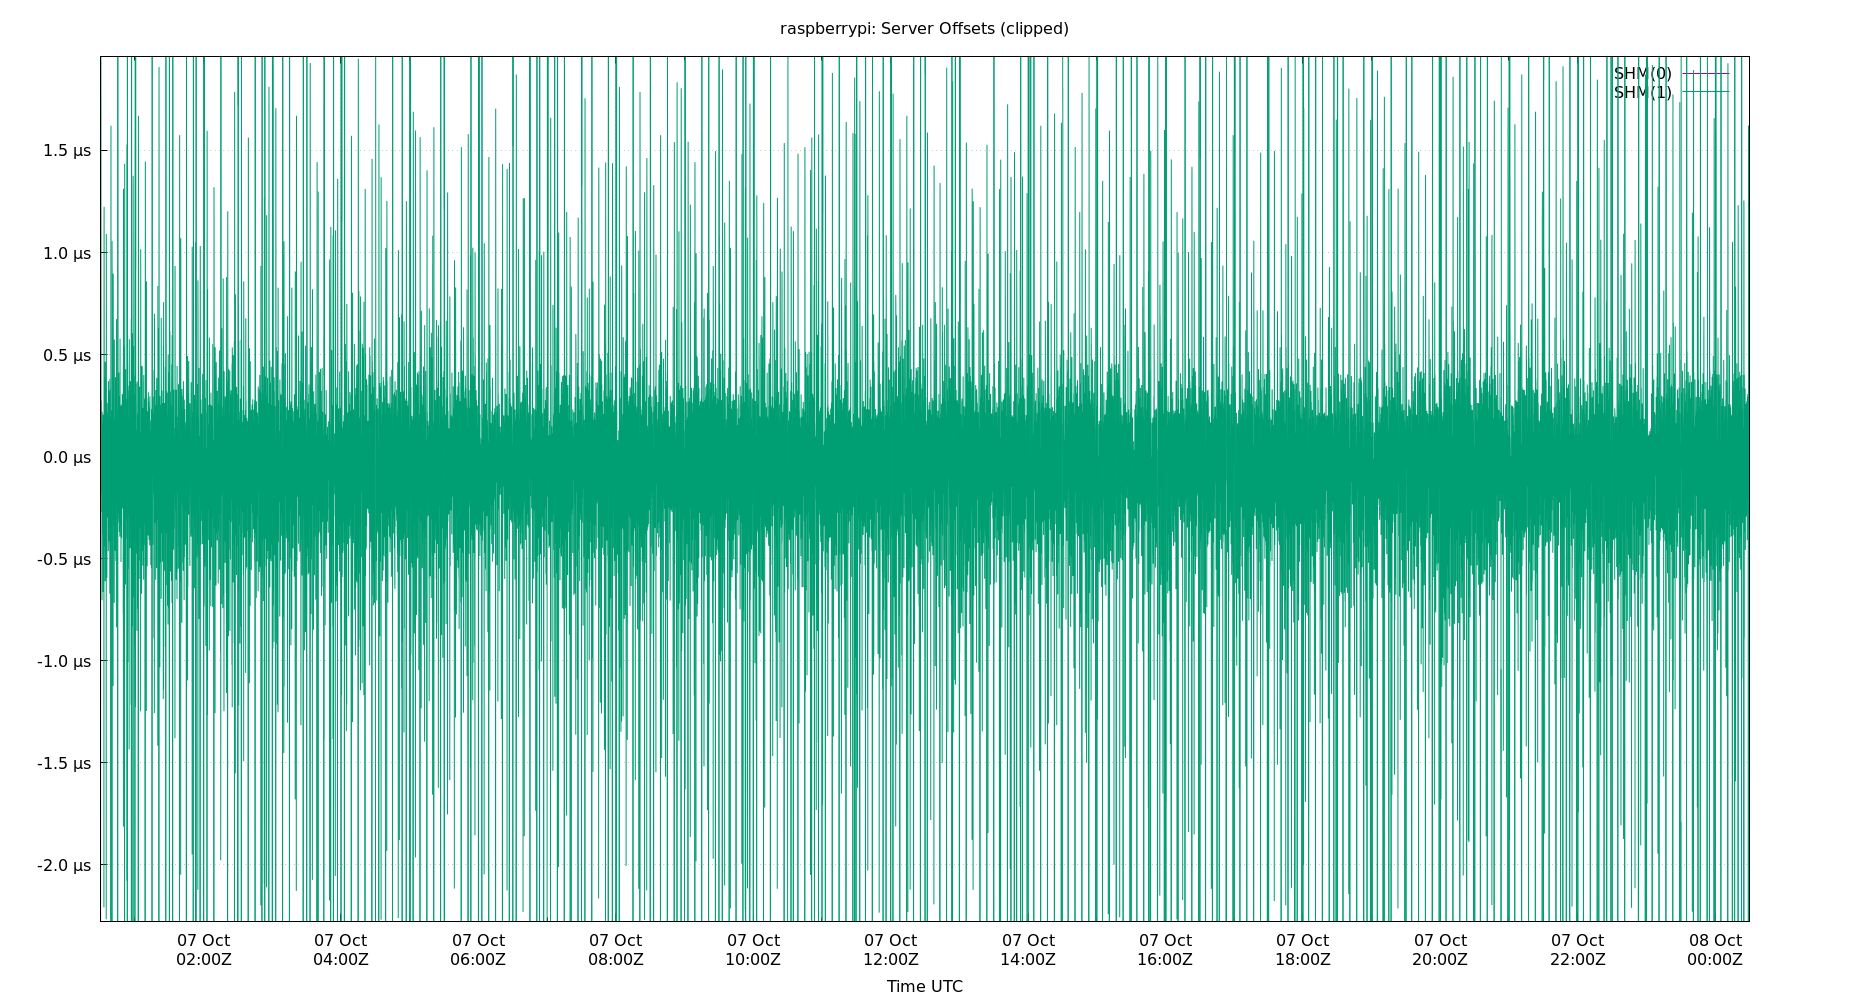 raspberrypi: Server Offsets (clipped)
SHM(0)
SHM(1)
1.5 µs
1.0 µs
0.5 µs
0.0 µs
-0.5 µs
-1.0 µs
-1.5 µs
-2.0 µs
07 Oct 07 Oct 07 Oct 07 Oct 07 Oct 07 Oct 07 Oct 07 Oct 07 Oct 07 Oct 07 Oct 08 Oct
02:00Z 04:00Z 06:00Z 08:00Z 10:00Z 12:00Z 14:00Z 16:00Z 18:00Z 20:00Z 22:00Z 00:00Z
Time UTC